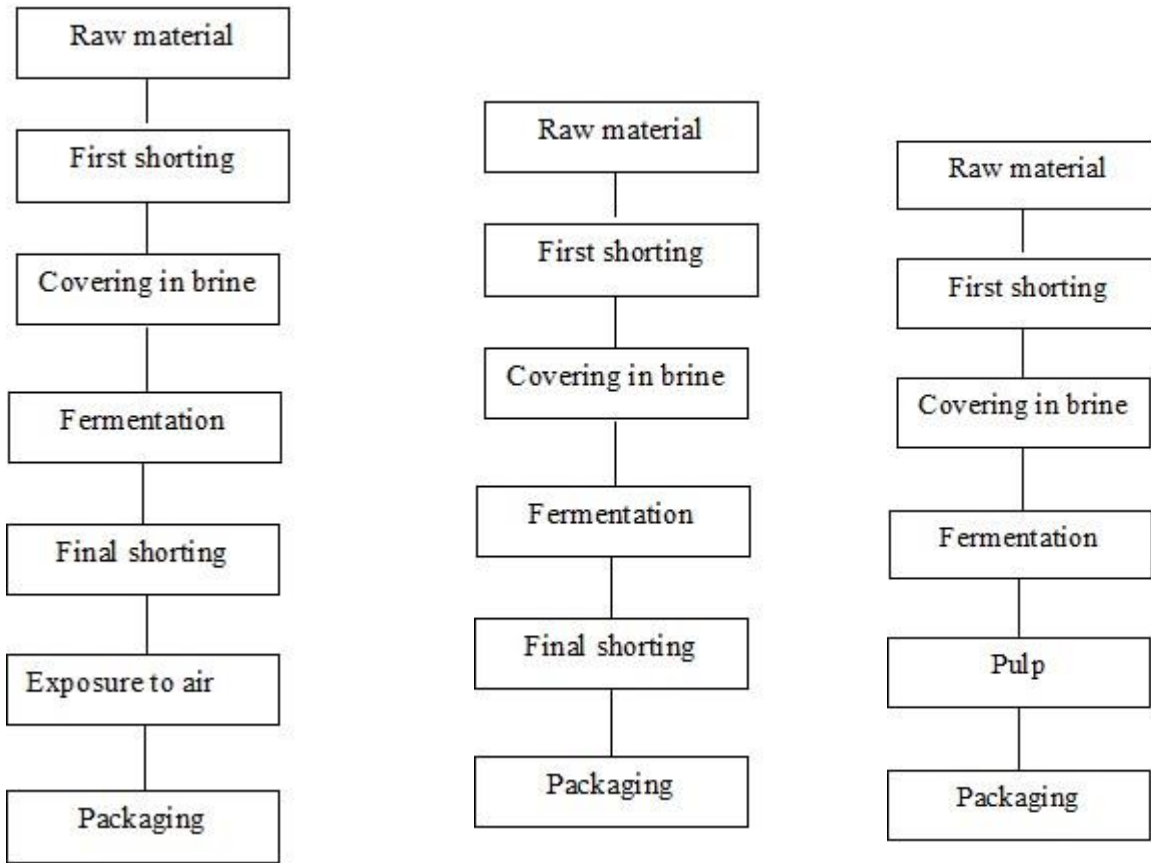 Raw material
First shorting
Covering in brine
Fermentation
Final shorting
Exposure to air
Packaging
Raw material
First shorting
Covering in brine
Fermentation
Final shorting
Packaging
Raw material
First shorting
Covering in brine
Fermentation
Pulp
Packaging